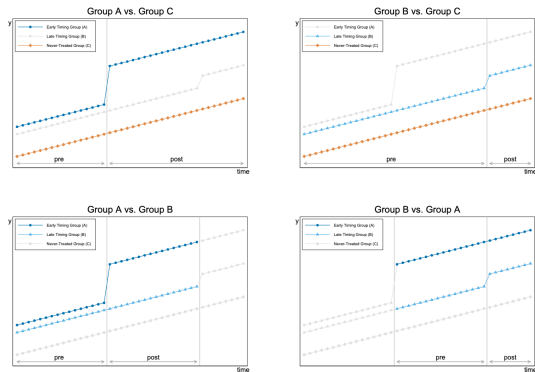 Group A vs. Group C
y
Early Timing Group (A)
Late Timing Group (B)
Never-Treated Group (C)
pre
post
time
Group B vs. Group C
y
Early Timing Group (A)
Late Timing Group (B)
Never-Treated Group (C)
pre
post
time
Group A vs. Group B
y
Early Timing Group (A)
Late Timing Group (B)
Never-Treated Group (C)
pre
post
time
Group B vs. Group A
y
Early Timing Group (A)
Late Timing Group (B)
Never-Treated Group (C)
pre
post
time